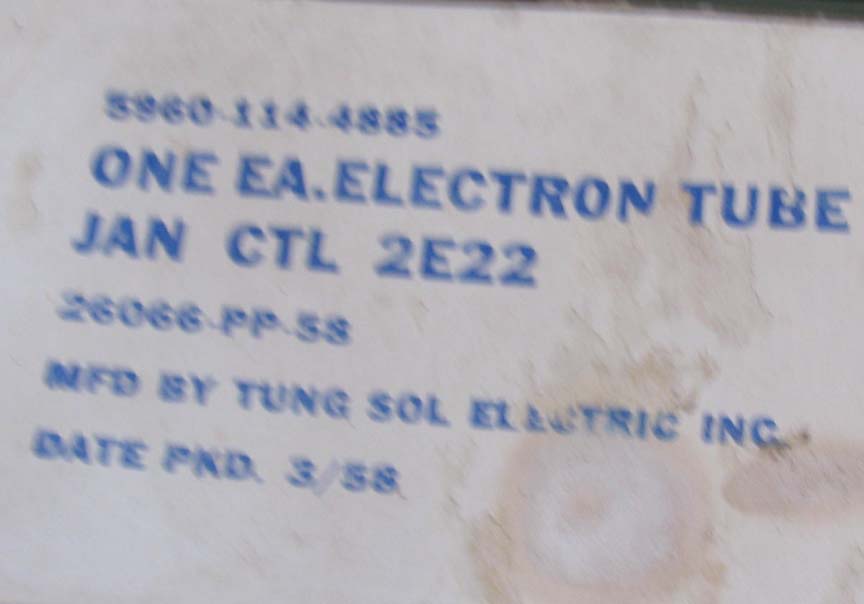 5960-114-4885
ONE EA. ELECTRON TUBE
JAN CTL 2E22
26066-PP-58
MFD BY TUNG SOL ELECTRIC INC.
DATE PKD. 3/58